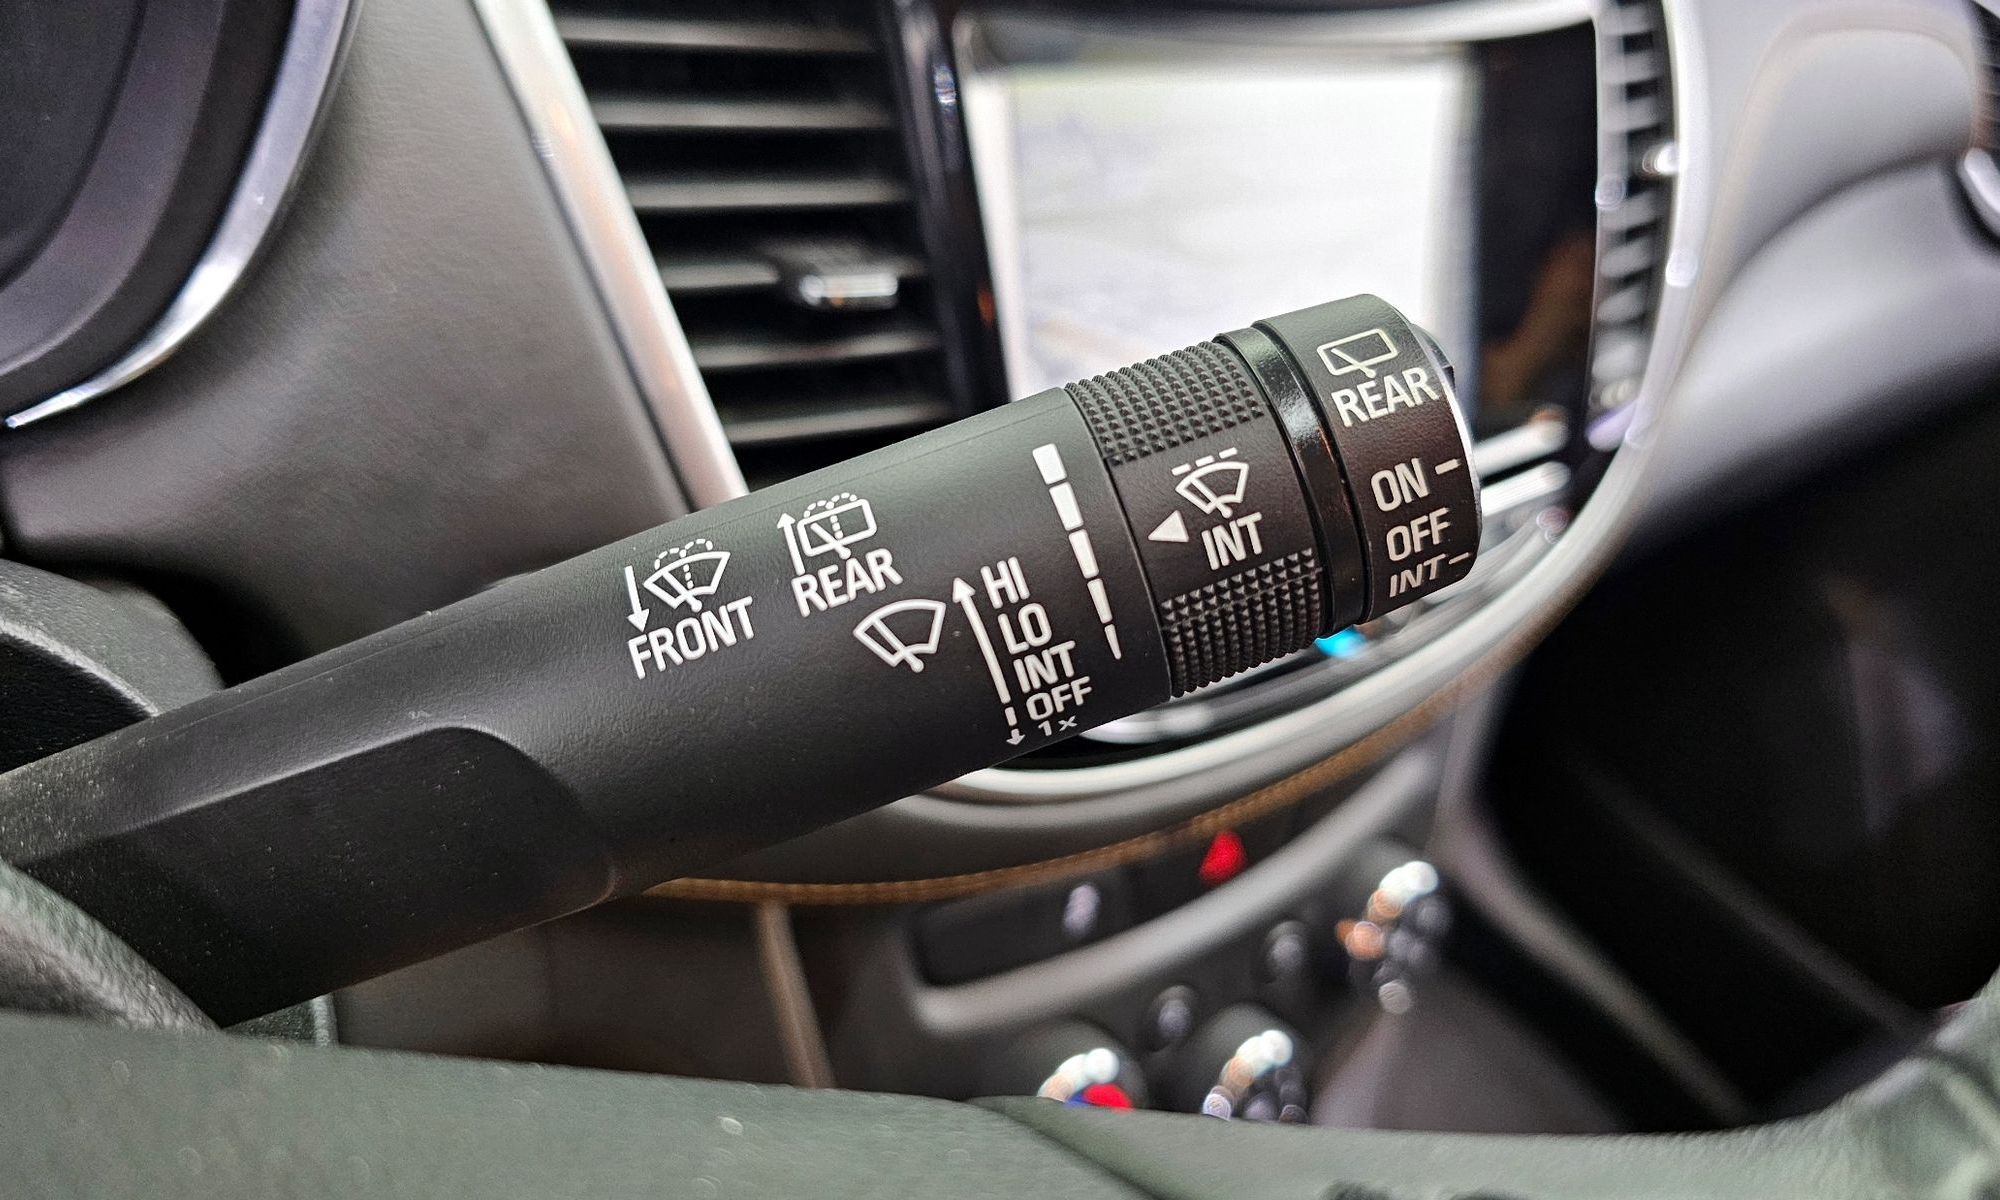 FRONT
REAR
HI
LO
INT
OFF
1x
INT
REAR
ON
OFF
INT